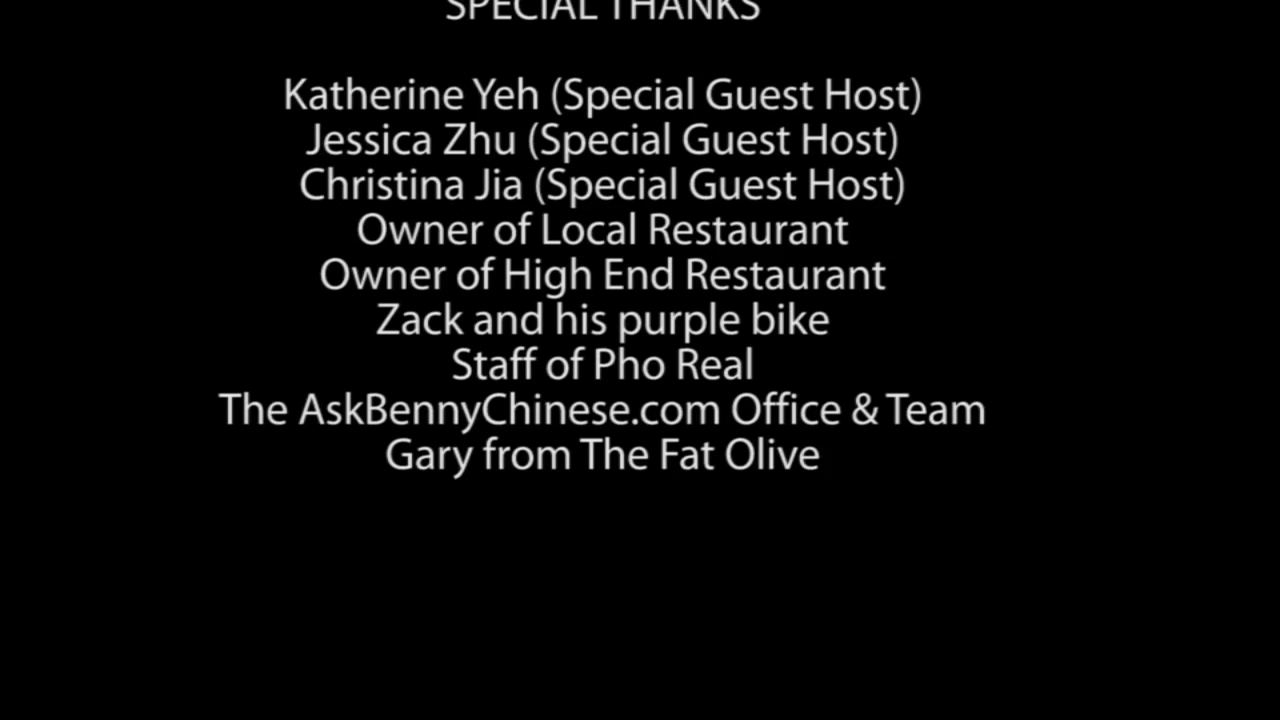 SPECIAL THANKS
Katherine Yeh (Special Guest Host)
Jessica Zhu (Special Guest Host)
Christina Jia (Special Guest Host)
Owner of Local Restaurant
Owner of High End Restaurant
Zack and his purple bike
Staff of Pho Real
The AskBennyChinese.com Office & Team
Gary from The Fat Olive